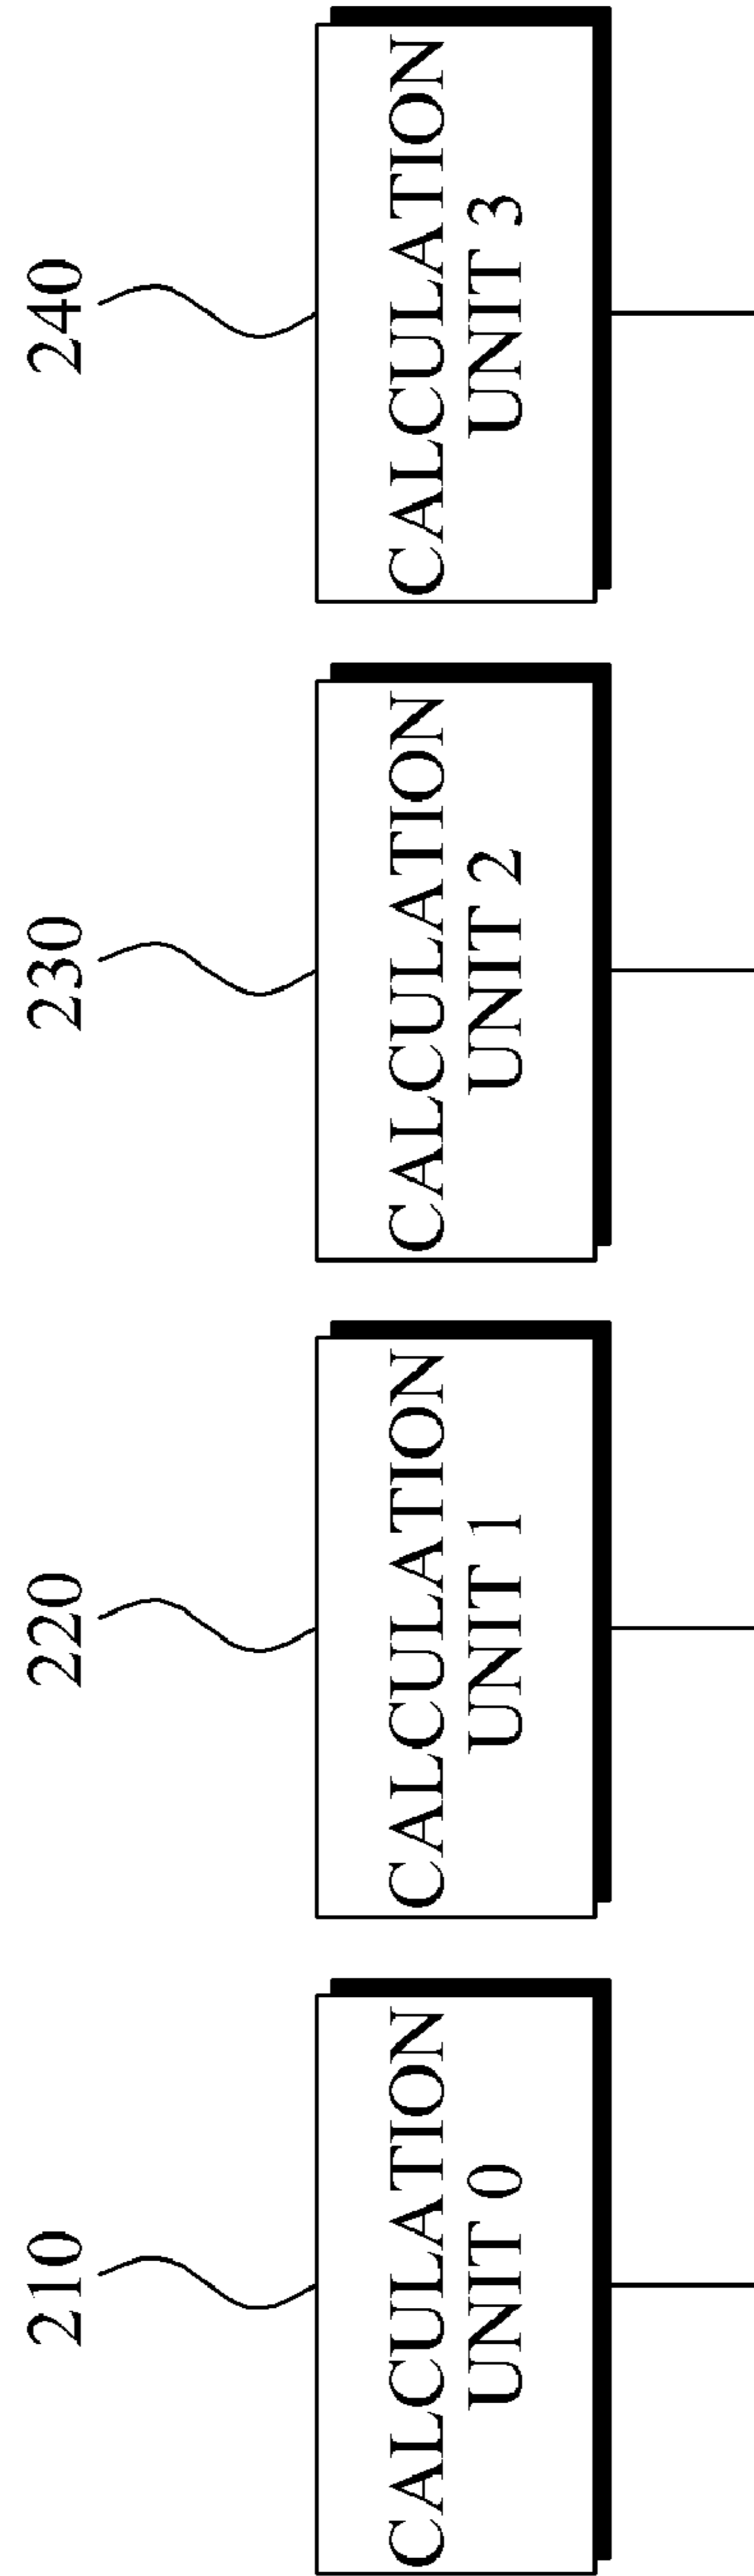 210
220
230
240
CALCULATION
UNIT 0
CALCULATION
UNIT 1
CALCULATION
UNIT 2
CALCULATION
UNIT 3